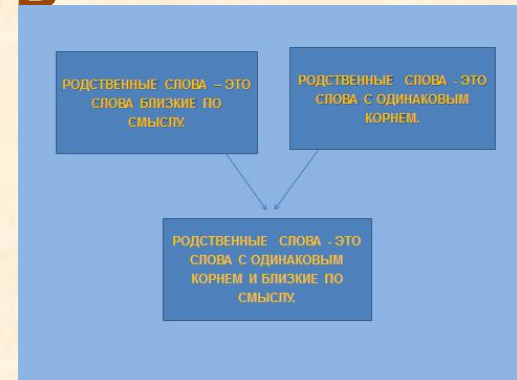 РОДСТВЕННЫЕ СЛОВА – ЭТО
СЛОВА БЛИЗКИЕ ПО
СМЫСЛУ.
РОДСТВЕННЫЕ СЛОВА - ЭТО
СЛОВА С ОДИНАКОВЫМ
КОРНЕМ.
РОДСТВЕННЫЕ СЛОВА - ЭТО
СЛОВА С ОДИНАКОВЫМ
КОРНЕМ И БЛИЗКИЕ ПО
СМЫСЛУ.